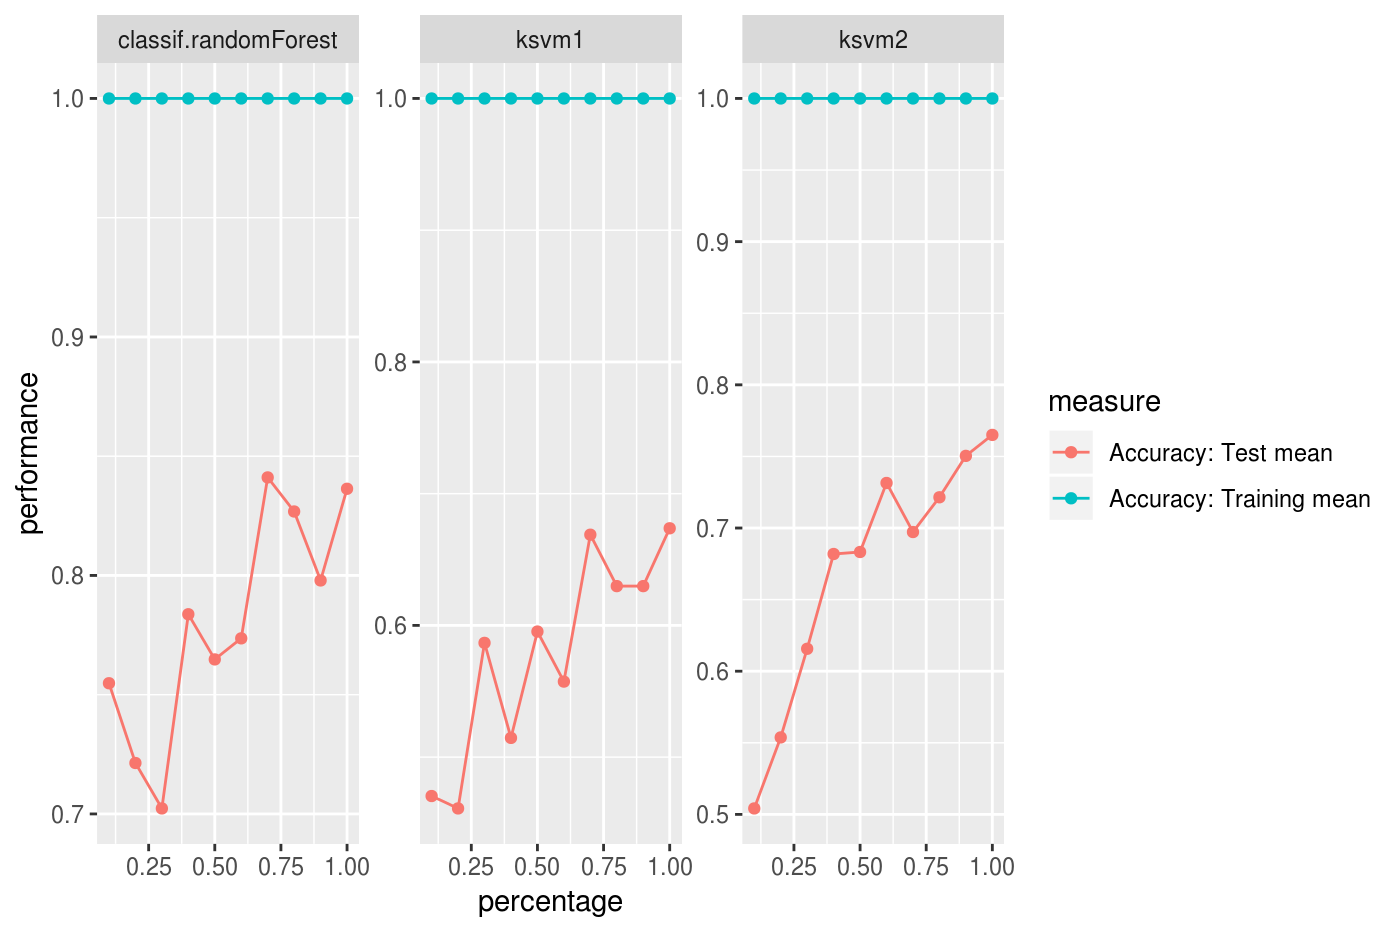 classif.randomForest
ksvm1
ksvm2
performance
1.0
0.9
0.8
0.7
1.0
0.8
0.6
1.0
0.9
0.8
0.7
0.6
0.5
0.25 0.50 0.75 1.00
0.25 0.50 0.75 1.00
0.25 0.50 0.75 1.00
percentage
measure
Accuracy: Test mean
Accuracy: Training mean